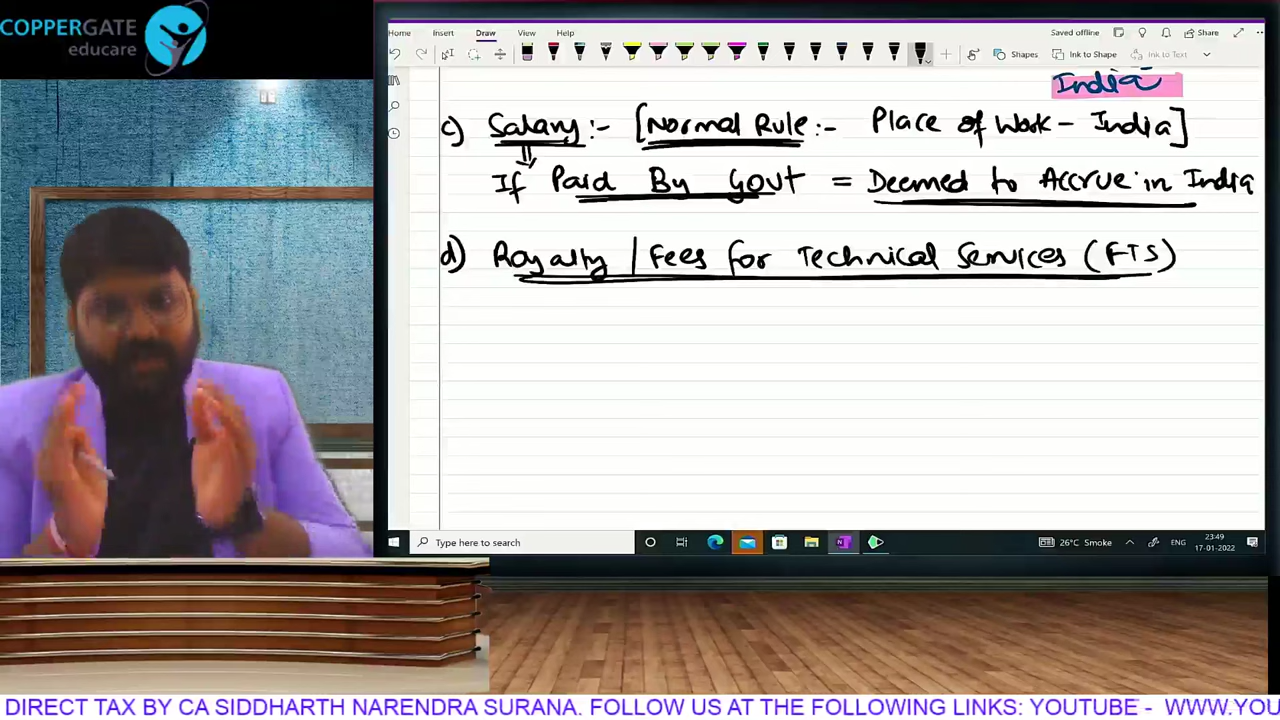 COPPERGATE
educare
Home Insert Draw View Help Saved offline Share
Shapes Ink to Shape Ink to Text
India
c) Salary :- [Normal Rule :- Place of Work - India]
If Paid By Govt = Deemed to Accrue in India
d) Royalty | Fees for Technical Services (FTS)
Type here to search
26°C Smoke
ENG
23:49
17-01-2022
DIRECT TAX BY CA SIDDHARTH NARENDRA SURANA. FOLLOW US AT THE FOLLOWING LINKS: YOUTUBE - WWW.YOU